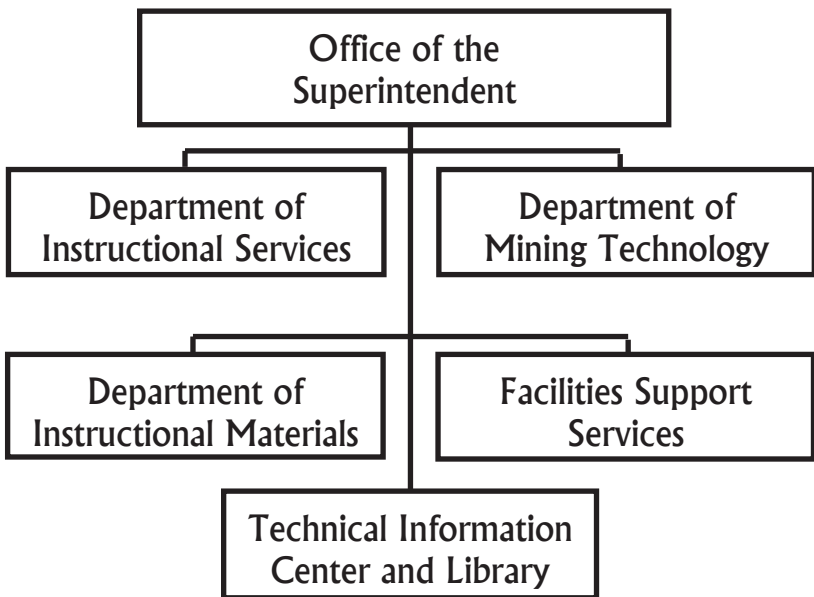 Office of the
Superintendent
Department of
Instructional Services
Department of
Mining Technology
Department of
Instructional Materials
Facilities Support
Services
Technical Information
Center and Library